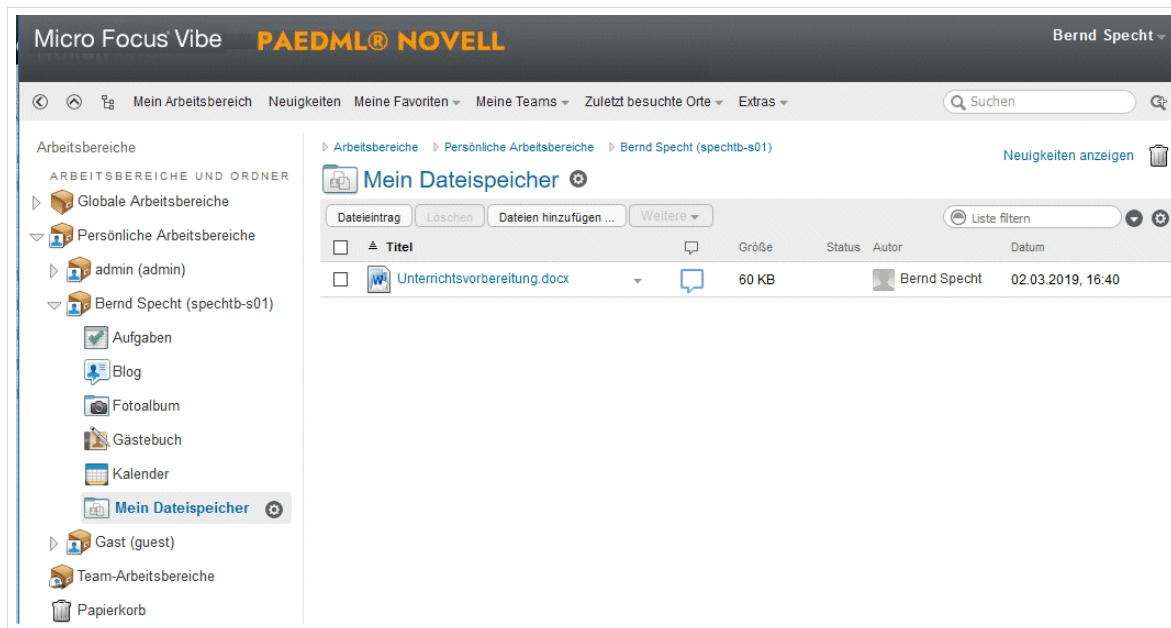 Micro Focus Vibe PAEDML® NOVELL Bernd Specht
Mein Arbeitsbereich Neuigkeiten Meine Favoriten Meine Teams Zuletzt besuchte Orte Extras Suchen
Arbeitsbereiche
ARBEITSBEREICHE UND ORDNER
Globale Arbeitsbereiche
Persönliche Arbeitsbereiche
admin (admin)
Bernd Specht (spechtb-s01)
Aufgaben
Blog
Fotoalbum
Gästebuch
Kalender
Mein Dateispeicher
Gast (guest)
Team-Arbeitsbereiche
Papierkorb
Arbeitsbereiche Persönliche Arbeitsbereiche Bernd Specht (spechtb-s01)
Neuigkeiten anzeigen
Mein Dateispeicher
Dateieintrag Löschen Dateien hinzufügen ... Weitere Liste filtern
Titel Größe Status Autor Datum
Unterrichtsvorbereitung.docx 60 KB Bernd Specht 02.03.2019, 16:40